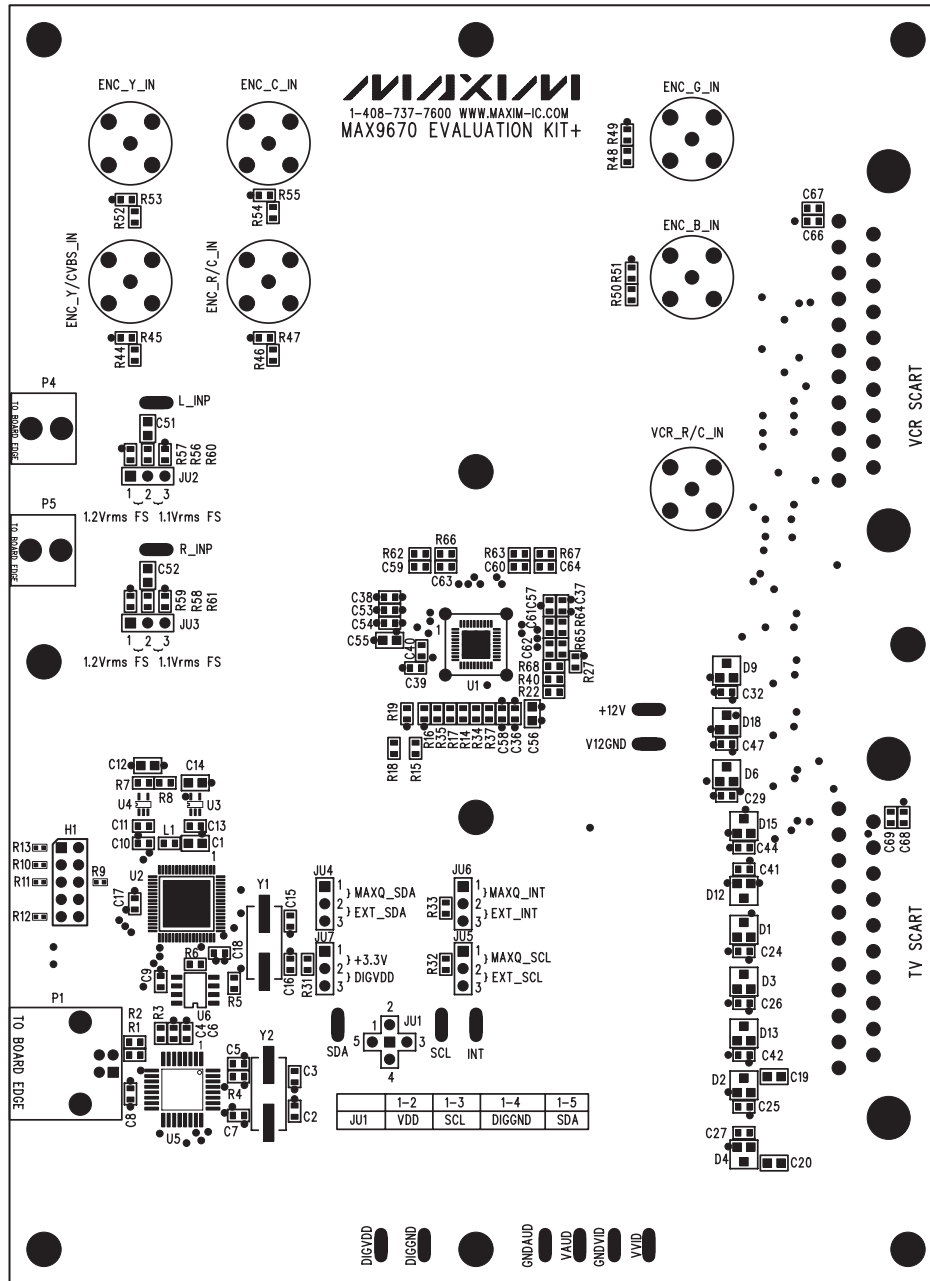 ENC_Y_IN
ENC_C_IN
MAXIM
1-408-737-7600 WWW.MAXIM-IC.COM
MAX9670 EVALUATION KIT+
ENC_G_IN
R49
R48
R53
R52
R55
R54
C67
C66
ENC_Y/CVBS_IN
ENC_R/C_IN
ENC_B_IN
R51
R50
R45
R44
R47
R46
VCR SCART
P4
TO BOARD EDGE
L_INP
C51
R57
R56
R60
JU2
1 2 3
1.2Vrms FS 1.1Vrms FS
VCR_R/C_IN
P5
TO BOARD EDGE
R_INP
C52
R59
R58
R61
JU3
1 2 3
1.2Vrms FS 1.1Vrms FS
R62
C59
R66
C63
R63
C60
R67
C64
C38
C53
C54
C55
C40
C39
1
U1
C57
C37
C61
R64
C62
R65
R68
R40
R22
R27
R19
R16
R35
R17
R14
R34
R37
C58
C36
C56
R18
R15
+12V
V12GND
D9
C32
D18
C47
D6
C29
D15
C44
C41
D12
D1
C24
D3
C26
D13
C42
D2
C19
C25
C27
D4
C20
C69
C68
TV SCART
C12
C14
R7
R8
U4
U3
C11
L1
C13
C10
C1
H1
R13
R10
R11
R12
R9
U2
1
C17
C18
R6
C9
U6
R5
Y1
C15
C16
R31
JU4
1
2
3
MAXQ_SDA
EXT_SDA
JU7
1
2
3
+3.3V
DIGVDD
JU6
1
2
3
MAXQ_INT
EXT_INT
R33
JU5
1
2
3
MAXQ_SCL
EXT_SCL
R32
P1
TO BOARD EDGE
R2
R1
R3
C4
C6
1
C8
U5
C5
R4
C7
Y2
C3
C2
SDA
2
1
JU1
5
3
4
SCL
INT
1-2 1-3 1-4 1-5
JU1 VDD SCL DIGGND SDA
DIGVDD
DIGGND
GNDAUD
VAUD
GNDVID
VVID